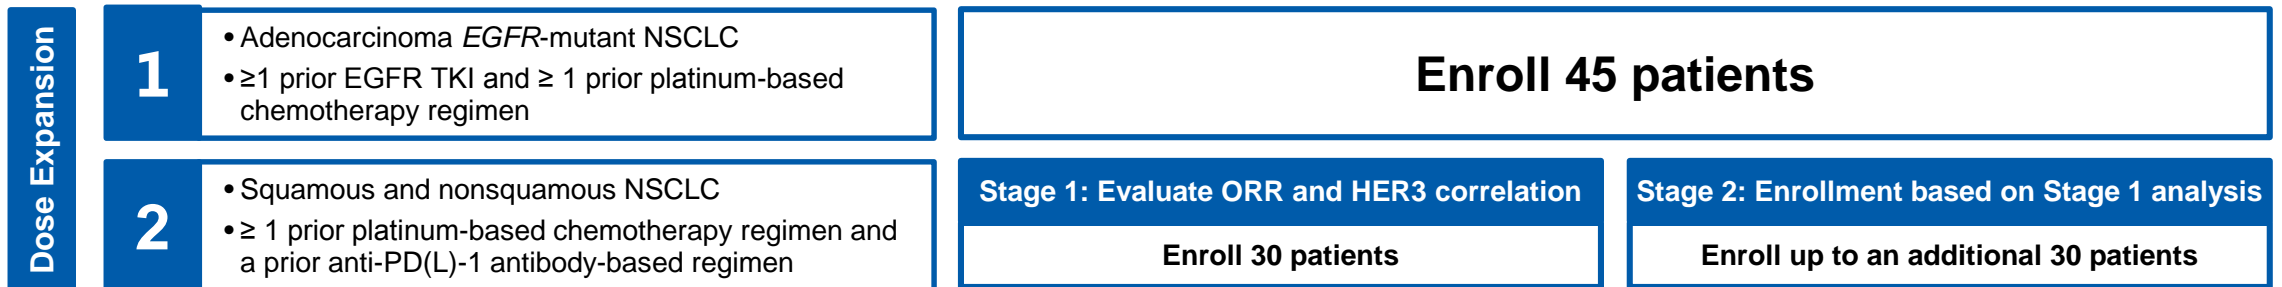 Dose Expansion
1
• Adenocarcinoma EGFR-mutant NSCLC
• ≥1 prior EGFR TKI and ≥ 1 prior platinum-based
chemotherapy regimen
Enroll 45 patients
2
• Squamous and nonsquamous NSCLC
• ≥ 1 prior platinum-based chemotherapy regimen and
a prior anti-PD(L)-1 antibody-based regimen
Stage 1: Evaluate ORR and HER3 correlation
Enroll 30 patients
Stage 2: Enrollment based on Stage 1 analysis
Enroll up to an additional 30 patients